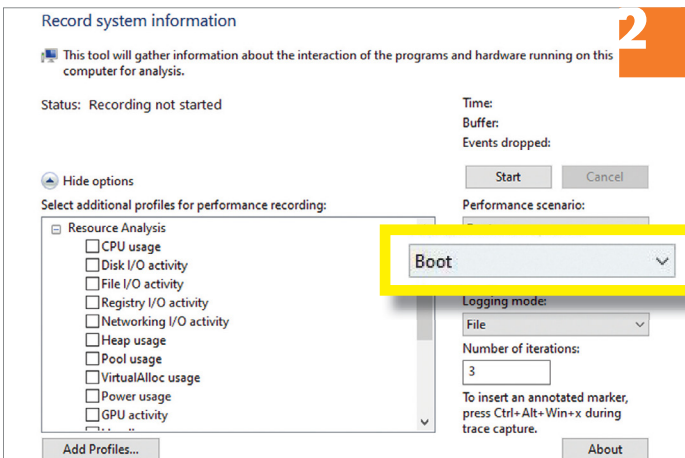 Record system information
2
This tool will gather information about the interaction of the programs and hardware running on this
computer for analysis.
Status: Recording not started
Time:
Buffer:
Events dropped:
Hide options
Start
Cancel
Select additional profiles for performance recording:
Performance scenario:
Resource Analysis
CPU usage
Boot
Disk I/O activity
File I/O activity
Registry I/O activity
Logging mode:
Networking I/O activity
File
Heap usage
Number of iterations:
Pool usage
VirtualAlloc usage
3
Power usage
To insert an annotated marker,
GPU activity
press Ctrl+Alt+Win+x during
trace capture.
Add Profiles...
About